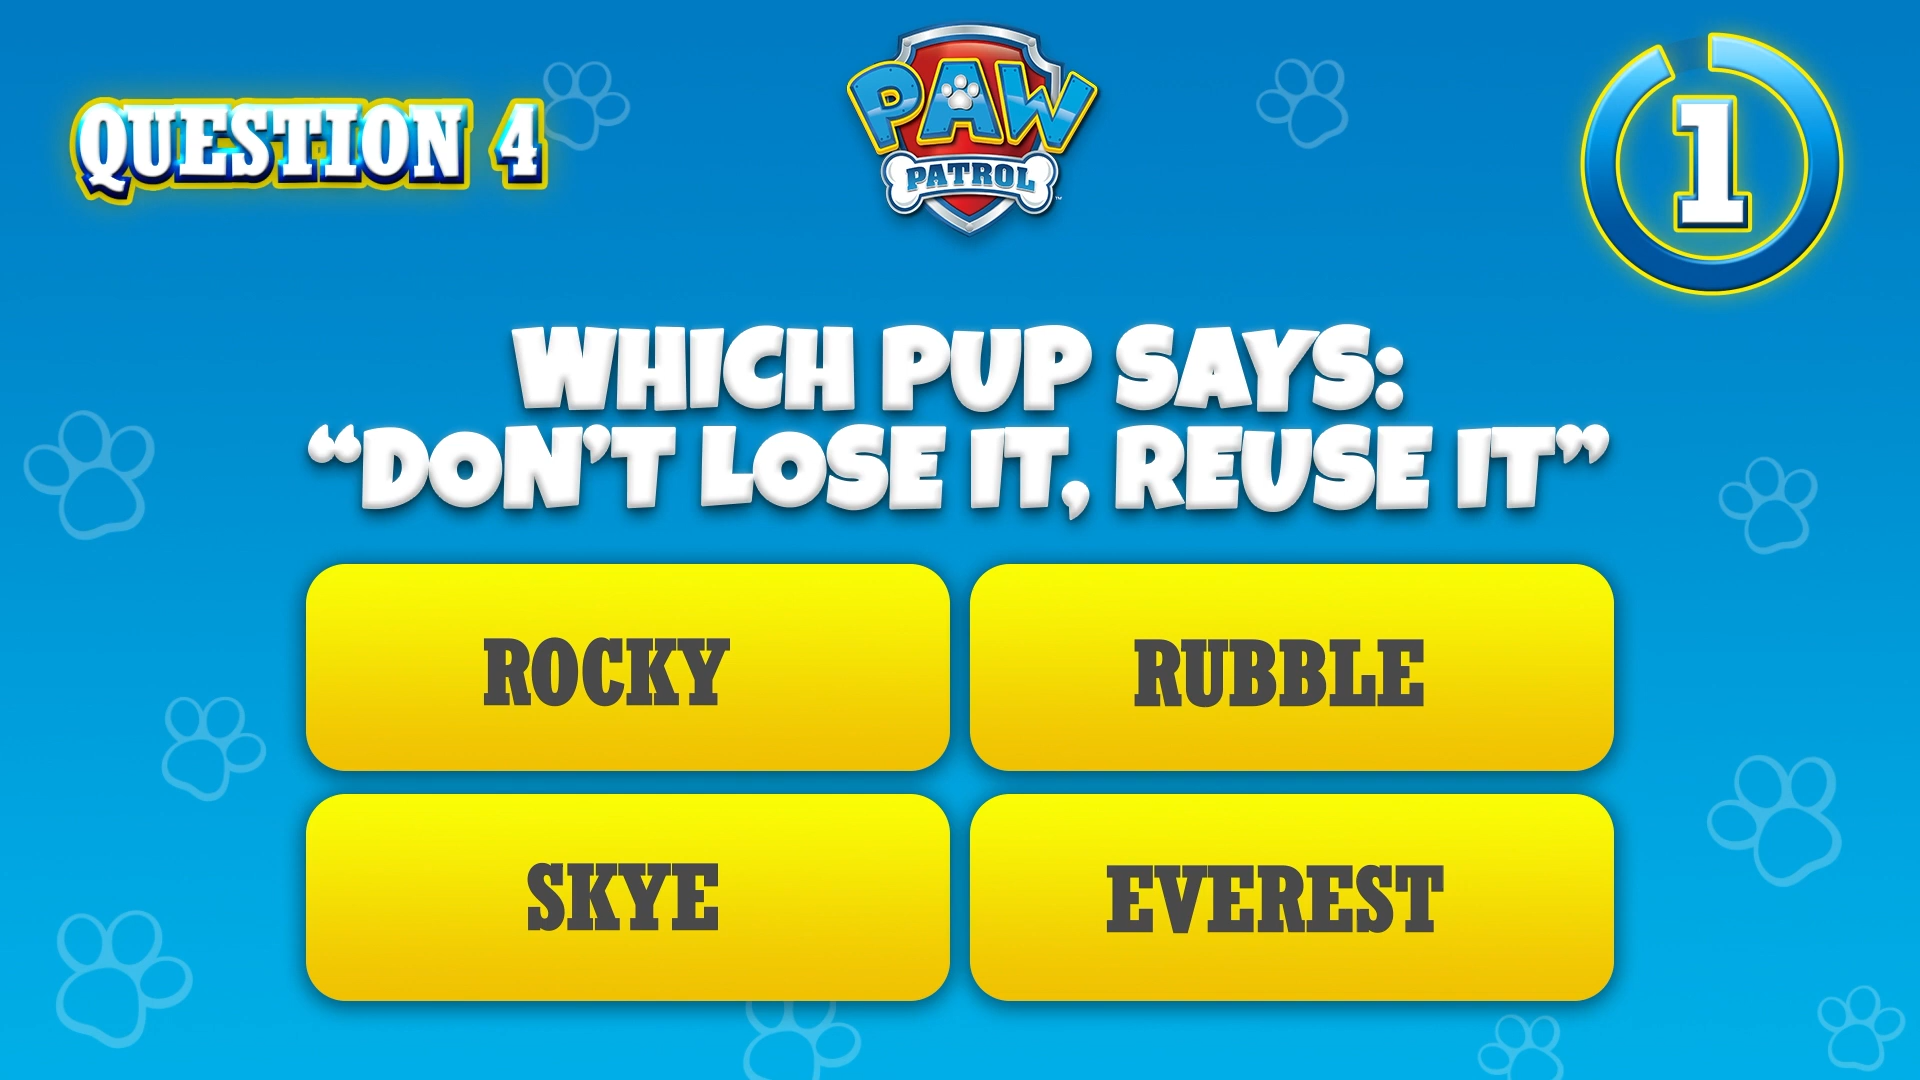 QUESTION 4
PAW
PATROL
1
WHICH PUP SAYS:
“DON’T LOSE IT, REUSE IT”
ROCKY
RUBBLE
SKYE
EVEREST